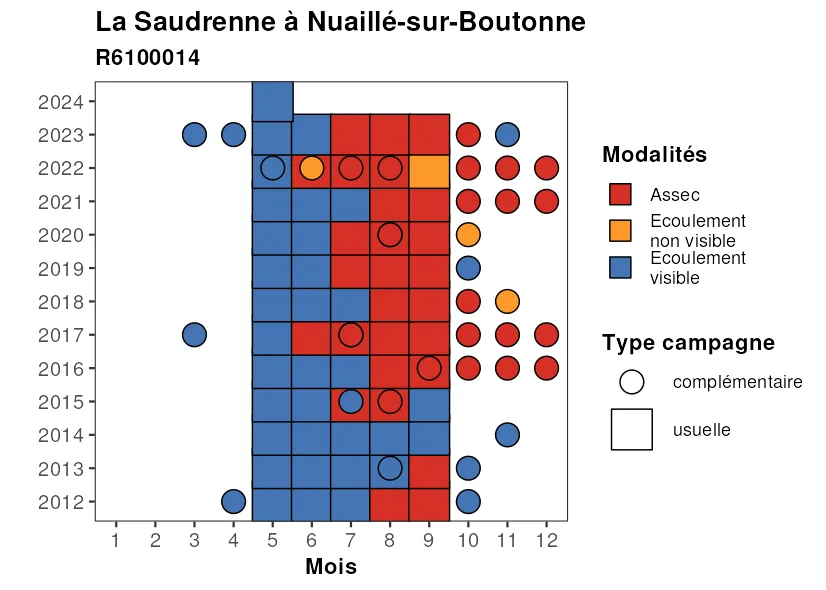 La Saudrenne à Nuaillé-sur-Boutonne
R6100014
2024
2023
2022
2021
2020
2019
2018
2017
2016
2015
2014
2013
2012
1 2 3 4 5 6 7 8 9 10 11 12
Mois
Modalités
Assec
Ecoulement
non visible
Ecoulement
visible
Type campagne
complémentaire
usuelle